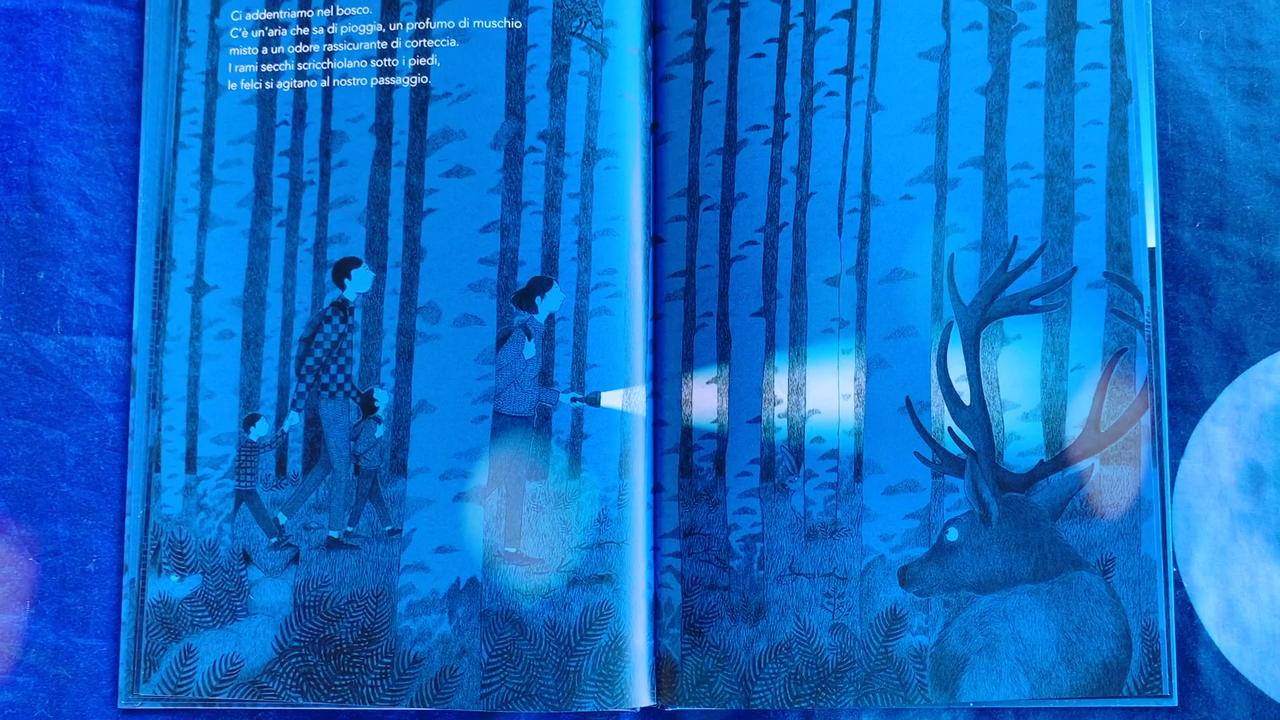 Ci addentriamo nel bosco.
C'è un'aria che sa di pioggia, un profumo di muschio
misto a un odore rassicurante di corteccia.
I rami secchi scricchiolano sotto i piedi,
le felci si agitano al nostro passaggio.